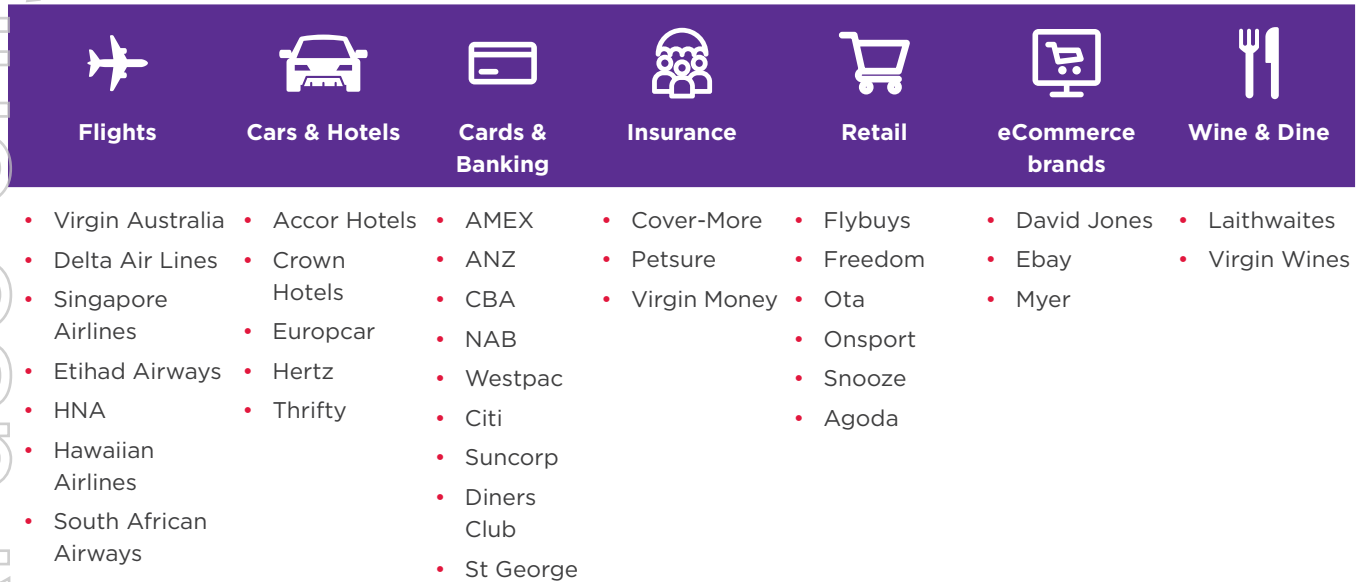 Flights
Cars & Hotels
Cards &
Banking
Insurance
Retail
eCommerce
brands
Wine & Dine
• Virgin Australia
• Delta Air Lines
• Singapore
Airlines
• Etihad Airways
• HNA
• Hawaiian
Airlines
• South African
Airways
• Accor Hotels
• Crown
Hotels
• Europcar
• Hertz
• Thrifty
• AMEX
• ANZ
• CBA
• NAB
• Westpac
• Citi
• Suncorp
• Diners
Club
• St George
• Cover-More
• Petsure
• Virgin Money
• Flybuys
• Freedom
• Ota
• Onsport
• Snooze
• Agoda
• David Jones
• Ebay
• Myer
• Laithwaites
• Virgin Wines